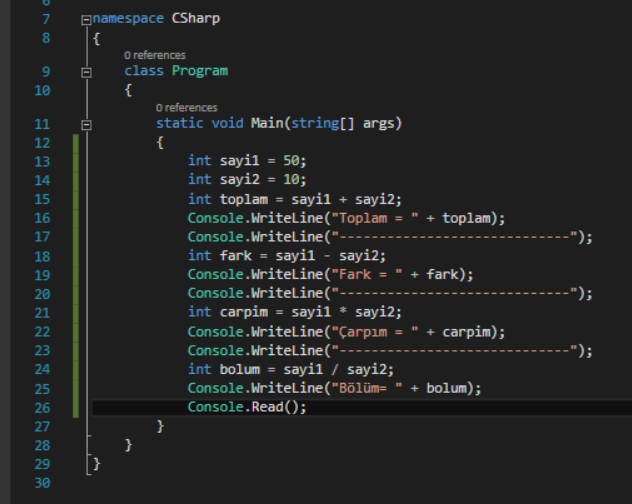 6
7 namespace CSharp
8 {
0 references
9 class Program
10 {
0 references
11 static void Main(string[] args)
12 {
13 int sayi1 = 50;
14 int sayi2 = 10;
15 int toplam = sayi1 + sayi2;
16 Console.WriteLine("Toplam = " + toplam);
17 Console.WriteLine("-----------------------------");
18 int fark = sayi1 - sayi2;
19 Console.WriteLine("Fark = " + fark);
20 Console.WriteLine("-----------------------------");
21 int carpim = sayi1 * sayi2;
22 Console.WriteLine("Çarpım = " + carpim);
23 Console.WriteLine("-----------------------------");
24 int bolum = sayi1 / sayi2;
25 Console.WriteLine("Bölüm= " + bolum);
26 Console.Read();
27 }
28 }
29 }
30